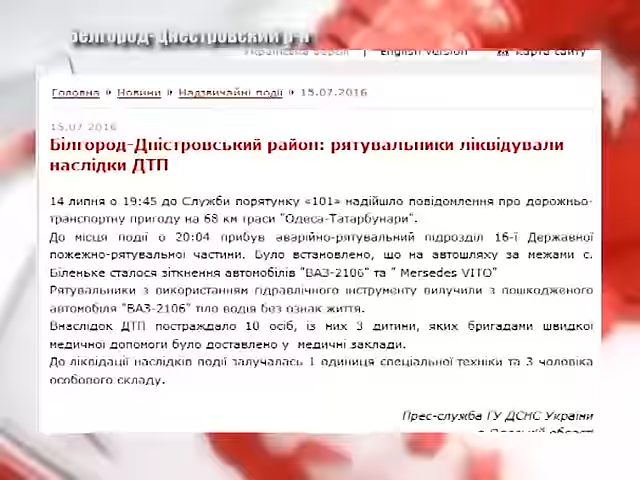 Белгород-Днестровский р-н
Українська версія | English version Карта сайту
Головна » Новини » Надзвичайні події » 15.07.2016
15.07.2016
Білгород-Дністровський район: рятувальники ліквідували
наслідки ДТП
14 липня о 19:45 до Служби порятунку «101» надійшло повідомлення про дорожньо-
транспортну пригоду на 68 км траси "Одеса-Татарбунари".
До місця події о 20:04 прибув аварійно-рятувальний підрозділ 16-ї Державної
пожежно-рятувальної частини. Було встановлено, що на автошляху за межами с.
Біленьке сталося зіткнення автомобілів "ВАЗ-2106" та " Mersedes VITO"
Рятувальники з використанням гідравлічного інструменту вилучили з пошкодженого
автомобіля "ВАЗ-2106" тіло водія без ознак життя.
Внаслідок ДТП постраждало 10 осіб, із них 3 дитини, яких бригадами швидкої
медичної допомоги було доставлено у медичні заклади.
До ліквідації наслідків події залучалась 1 одиниця спеціальної техніки та 3 чоловіка
особового складу.
Прес-служба ГУ ДСНС України
в Одеській області